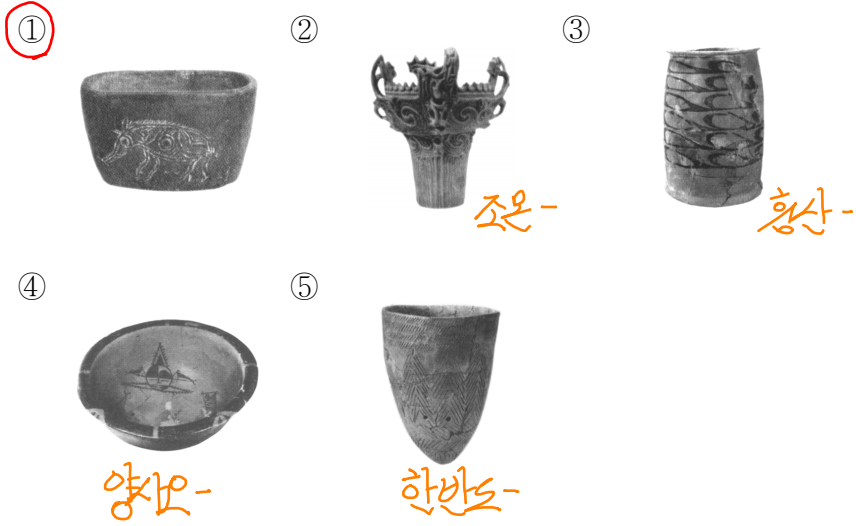 ① ② ③
조몬 -
홍산 -
④ ⑤
양사오 -
한반도 -